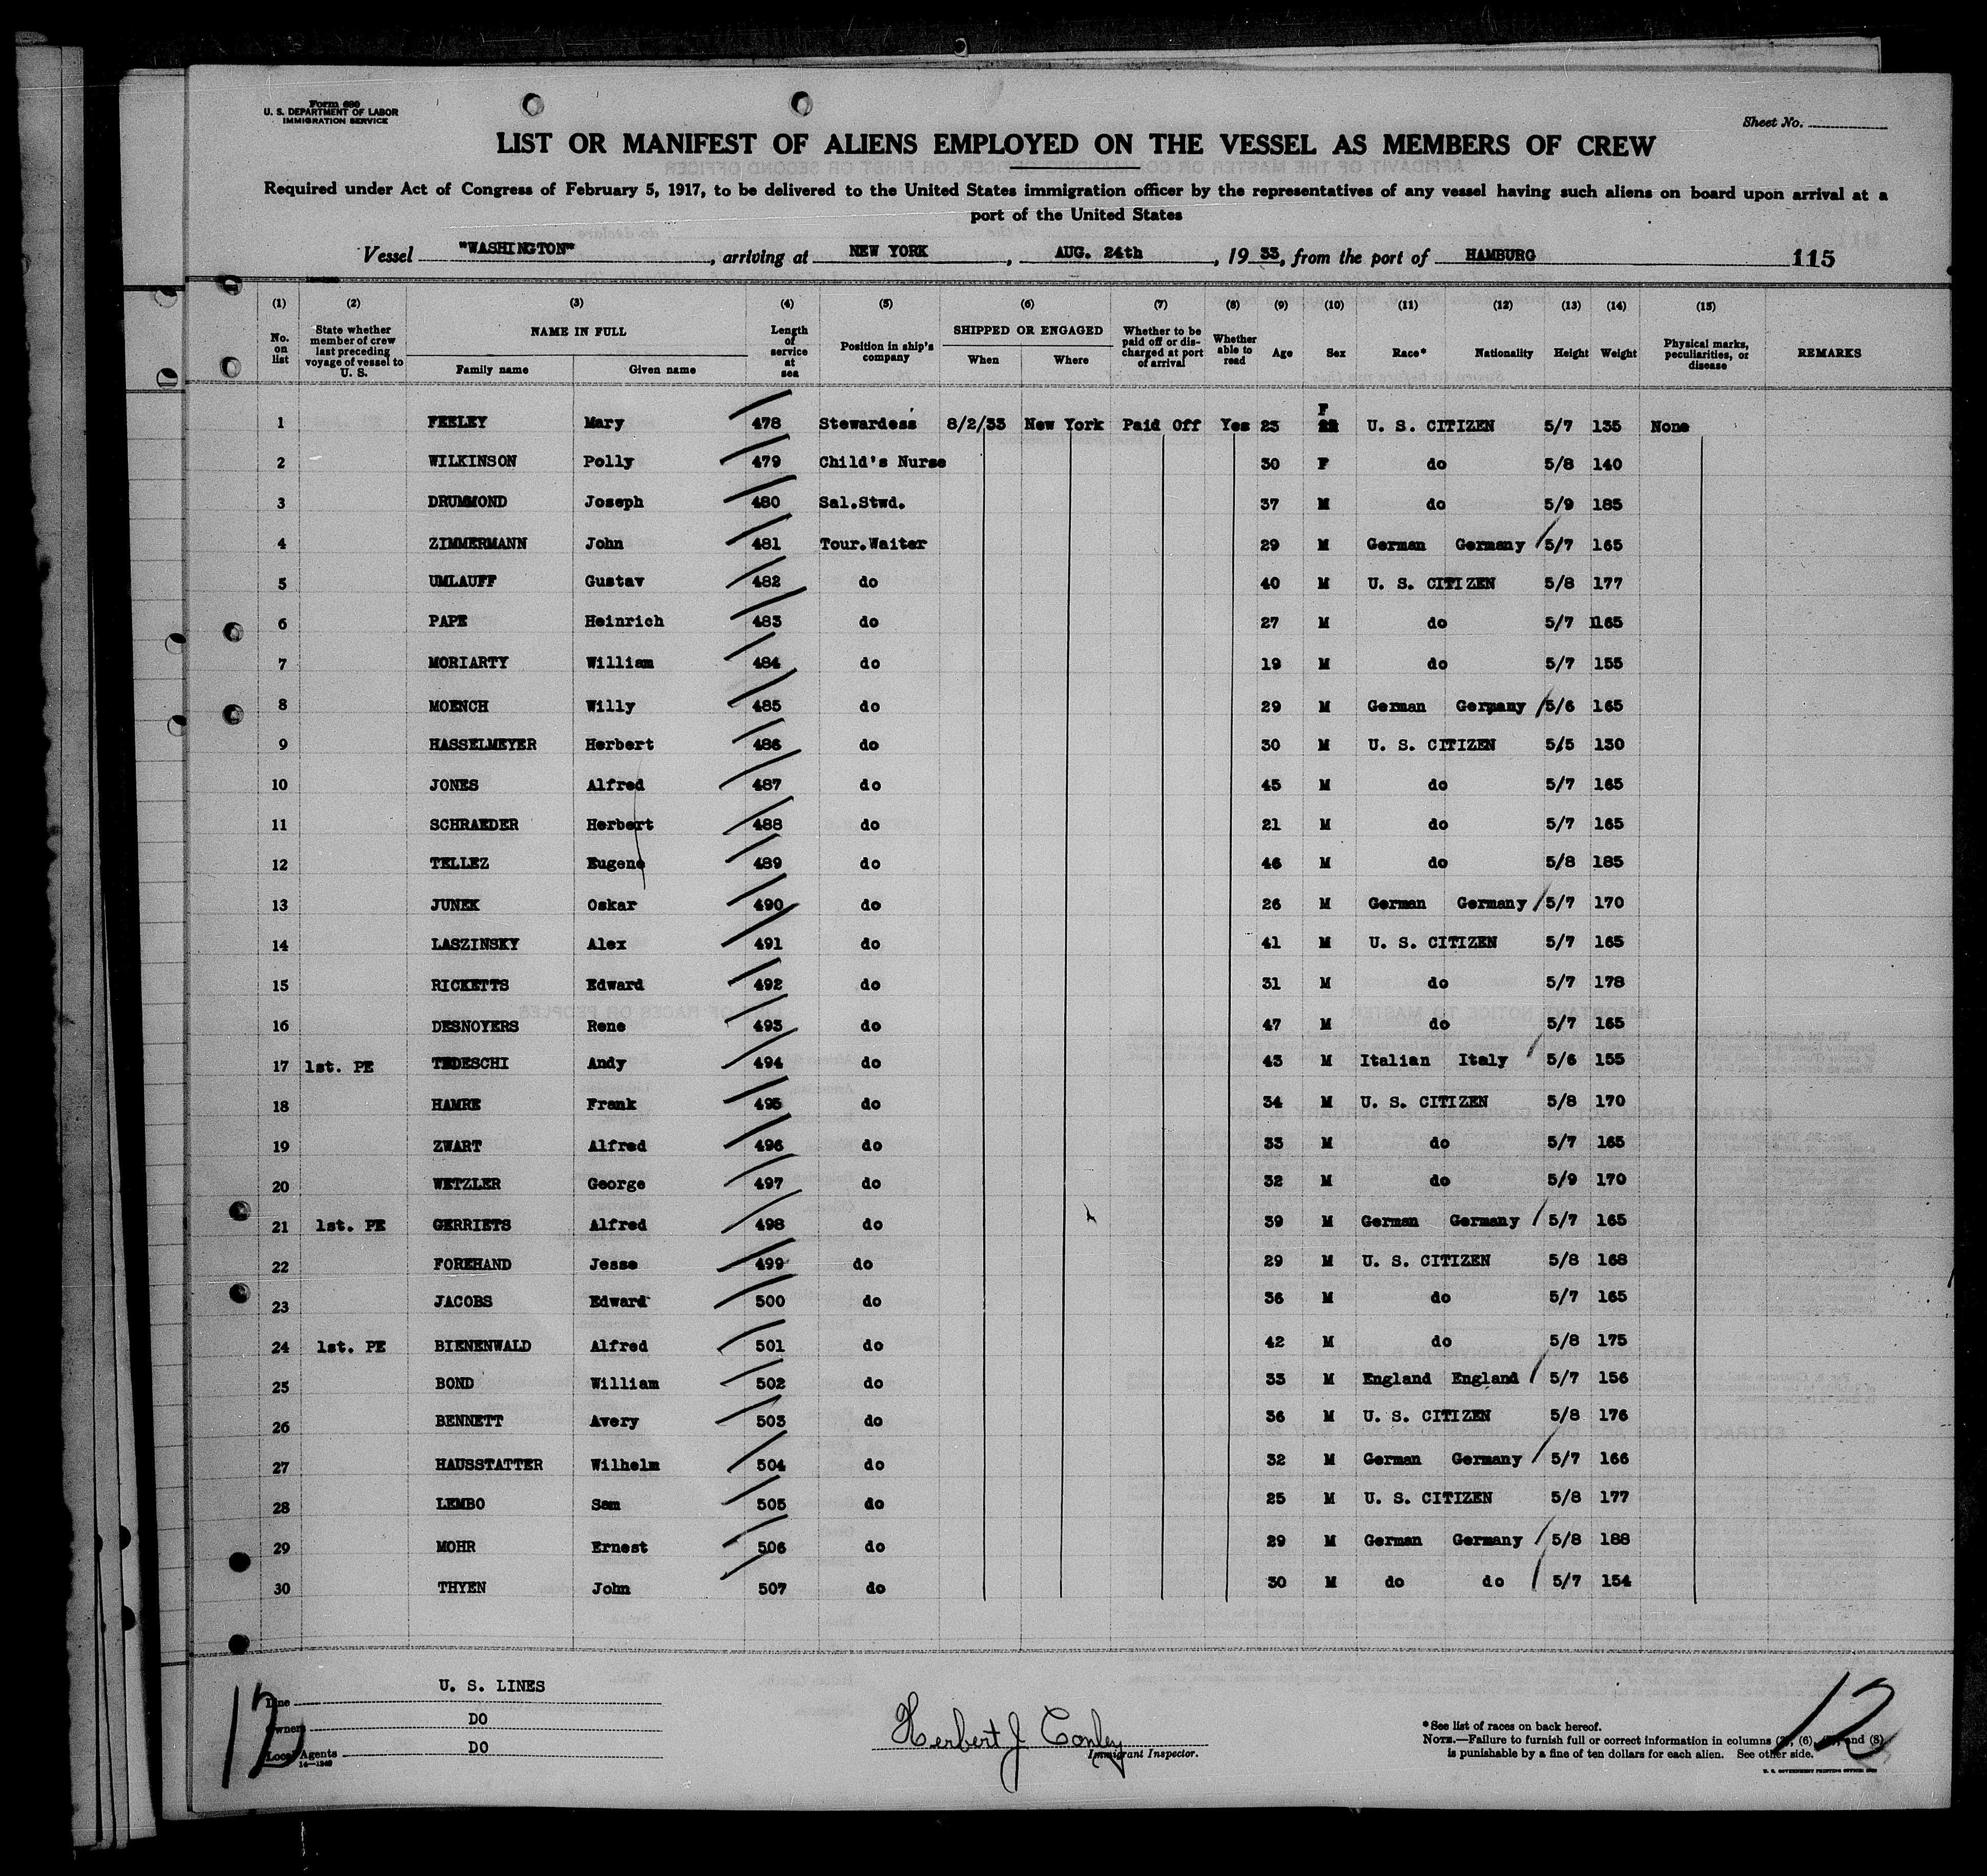 Form 680
U. S. DEPARTMENT OF LABOR
IMMIGRATION SERVICE
Sheet No.
LIST OR MANIFEST OF ALIENS EMPLOYED ON THE VESSEL AS MEMBERS OF CREW
Required under Act of Congress of February 5, 1917, to be delivered to the United States immigration officer by the representatives of any vessel having such aliens on board upon arrival at a
port of the United States
Vessel "WASHINGTON", arriving at NEW YORK, AUG. 24th, 1933, from the port of HAMBURG 115
(1) (2) (3) (4) (5) (6) (7) (8) (9) (10) (11) (12) (13) (14) (15)
No. on list State whether member of crew last preceding voyage of vessel to U. S. NAME IN FULL Family name Given name Length of service at sea Position in ship's company SHIPPED OR ENGAGED When Where Whether to be paid off or discharged at port of arrival Whether able to read Age Sex Race* Nationality Height Weight Physical marks, peculiarities, or disease REMARKS
1 FEELEY Mary 478 Stewardess 8/2/33 New York Paid Off Yes 23 F U. S. CITIZEN 5/7 135 None
2 WILKINSON Polly 479 Child's Nurse 30 F do 5/8 140
3 DRUMMOND Joseph 480 Sal.Stwd. 37 M do 5/9 185
4 ZIMMERMANN John 481 Tour.Waiter 29 M German Germany 5/7 165
5 UMLAUFF Gustav 482 do 40 M U. S. CITIZEN 5/8 177
6 PAPE Heinrich 483 do 27 M do 5/7 165
7 MORIARTY William 484 do 19 M do 5/7 155
8 MOENCH Willy 485 do 29 M German Germany 5/6 165
9 HASSELMEYER Herbert 486 do 30 M U. S. CITIZEN 5/5 130
10 JONES Alfred 487 do 45 M do 5/7 165
11 SCHRAEDER Herbert 488 do 21 M do 5/7 165
12 TELLEZ Eugene 489 do 46 M do 5/8 185
13 JUNEK Oskar 490 do 26 M German Germany 5/7 170
14 LASZINSKY Alex 491 do 41 M U. S. CITIZEN 5/7 165
15 RICKETTS Edward 492 do 31 M do 5/7 178
16 DESNOYERS Rene 493 do 47 M do 5/7 165
17 1st. PE TEDESCHI Andy 494 do 43 M Italian Italy 5/6 155
18 HAMRE Frank 495 do 34 M U. S. CITIZEN 5/8 170
19 ZWART Alfred 496 do 33 M do 5/7 165
20 WETZLER George 497 do 32 M do 5/9 170
21 1st. PE GERRIETS Alfred 498 do 39 M German Germany 5/7 165
22 FOREHAND Jesse 499 do 29 M U. S. CITIZEN 5/8 168
23 JACOBS Edward 500 do 36 M do 5/7 165
24 1st. PE BIENENWALD Alfred 501 do 42 M do 5/8 175
25 BOND William 502 do 33 M England England 5/7 156
26 BENNETT Avery 503 do 36 M U. S. CITIZEN 5/8 176
27 HAUSSTATTER Wilhelm 504 do 32 M German Germany 5/7 166
28 LEMBO Sam 505 do 25 M U. S. CITIZEN 5/8 177
29 MOHR Ernest 506 do 29 M German Germany 5/8 188
30 THYEN John 507 do 30 M do do 5/7 154
12
Line U. S. LINES
Owners DO
Local Agents DO
14—1240
Herbert J Conley
Immigrant Inspector.
*See list of races on back hereof.
NOTE.—Failure to furnish full or correct information in columns (6), and (8)
is punishable by a fine of ten dollars for each alien. See other side.
U. S. GOVERNMENT PRINTING OFFICE
12